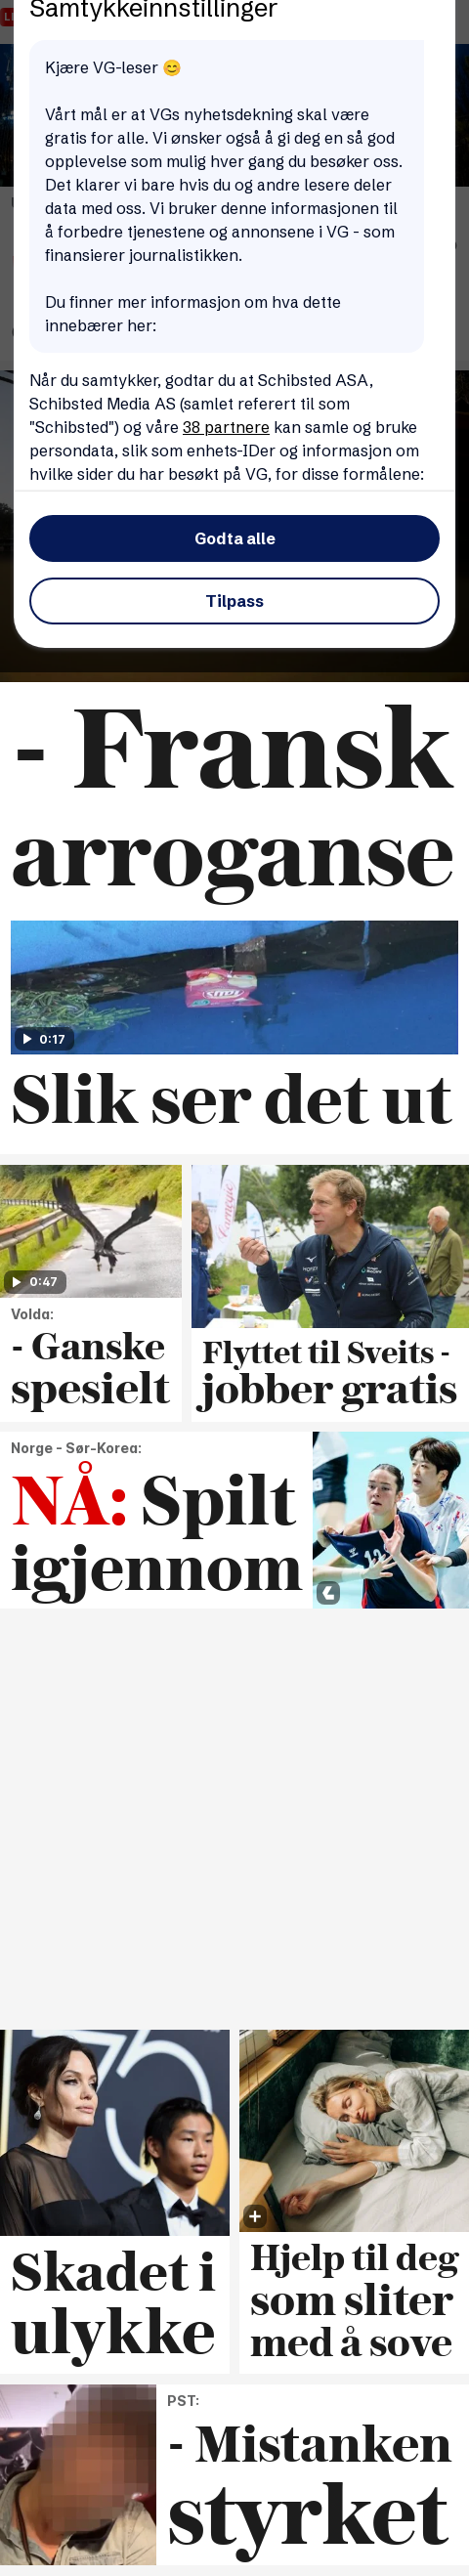 Samtykkeinnstillinger
Kjære VG-leser 😊
Vårt mål er at VGs nyhetsdekning skal være
gratis for alle. Vi ønsker også å gi deg en så god
opplevelse som mulig hver gang du besøker oss.
Det klarer vi bare hvis du og andre lesere deler
data med oss. Vi bruker denne informasjonen til
å forbedre tjenestene og annonsene i VG - som
finansierer journalistikken.
Du finner mer informasjon om hva dette
innebærer her:
Når du samtykker, godtar du at Schibsted ASA,
Schibsted Media AS (samlet referert til som
"Schibsted") og våre 38 partnere kan samle og bruke
persondata, slik som enhets-IDer og informasjon om
hvilke sider du har besøkt på VG, for disse formålene:
Godta alle
Tilpass
- Fransk
arroganse
0:17
Slik ser det ut
0:47
Volda:
- Ganske
spesielt
Flyttet til Sveits -
jobber gratis
Norge - Sør-Korea:
NÅ: Spilt
igjennom
Skadet i
ulykke
Hjelp til deg
som sliter
med å sove
PST:
- Mistanken
styrket